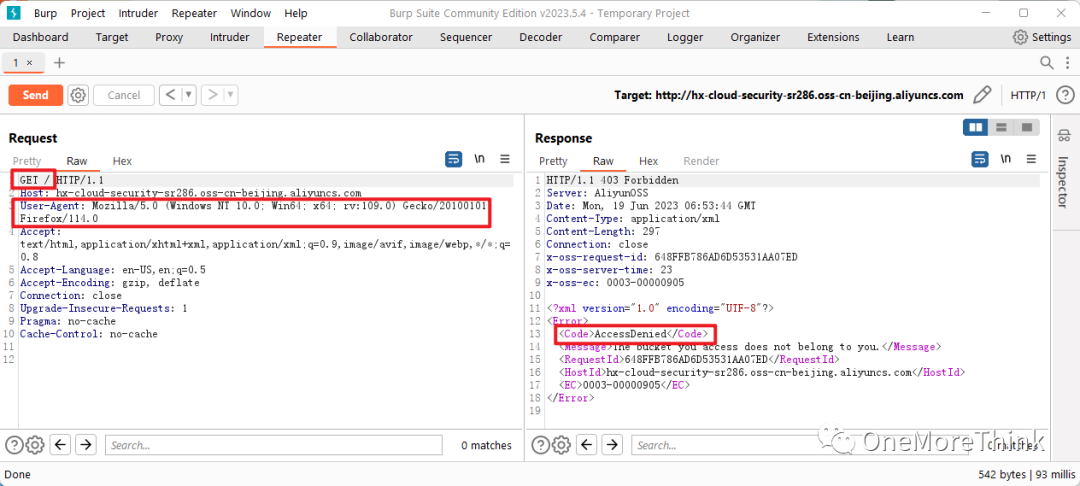 Burp Project Intruder Repeater Window Help Burp Suite Community Edition v2023.5.4 - Temporary Project
Dashboard Target Proxy Intruder Repeater Collaborator Sequencer Decoder Comparer Logger Organizer Extensions Learn Settings
1 × +
Send Cancel < > Target: http://hx-cloud-security-sr286.oss-cn-beijing.aliyuncs.com HTTP/1
Request
Pretty Raw Hex \n
1 GET / HTTP/1.1
2 Host: hx-cloud-security-sr286.oss-cn-beijing.aliyuncs.com
3 User-Agent: Mozilla/5.0 (Windows NT 10.0; Win64; x64; rv:109.0) Gecko/20100101
Firefox/114.0
4 Accept:
text/html,application/xhtml+xml,application/xml;q=0.9,image/avif,image/webp,*/*;q=
0.8
5 Accept-Language: en-US,en;q=0.5
6 Accept-Encoding: gzip, deflate
7 Connection: close
8 Upgrade-Insecure-Requests: 1
9 Pragma: no-cache
10 Cache-Control: no-cache
11
12
Response
Pretty Raw Hex Render \n
1 HTTP/1.1 403 Forbidden
2 Server: AliyunOSS
3 Date: Mon, 19 Jun 2023 06:53:44 GMT
4 Content-Type: application/xml
5 Content-Length: 297
6 Connection: close
7 x-oss-request-id: 648FFB786AD6D53531AA07ED
8 x-oss-server-time: 23
9 x-oss-ec: 0003-00000905
10
11 <?xml version="1.0" encoding="UTF-8"?>
12 <Error>
13 <Code>AccessDenied</Code>
14 <Message>The bucket you access does not belong to you.</Message>
15 <RequestId>648FFB786AD6D53531AA07ED</RequestId>
16 <HostId>hx-cloud-security-sr286.oss-cn-beijing.aliyuncs.com</HostId>
17 <EC>0003-00000905</EC>
18 </Error>
19
Inspector
Search... 0 matches
Search... 0 matches
OneMoreThink
Done 542 bytes | 93 millis